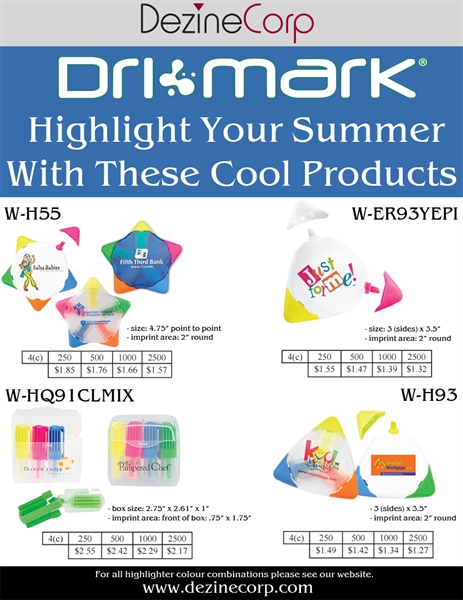 DezineCorp
DRIMARK®
Highlight Your Summer
With These Cool Products
W-H55
Salsa Babies
Fifth Third Bank
- size: 4.75" point to point
- imprint area: 2" round
4(c) 250 500 1000 2500
$1.85 $1.76 $1.66 $1.57
W-ER93YEPI
Just
for me!
- size: 3 (sides) x 3.5"
- imprint area: 2" round
4(c) 250 500 1000 2500
$1.55 $1.47 $1.39 $1.32
W-HQ91CLMIX
Pampered Chef
- box size: 2.75" x 2.61" x 1"
- imprint area: front of box: .75" x 1.75"
4(c) 250 500 1000 2500
$2.55 $2.42 $2.29 $2.17
W-H93
- 3 (sides) x 3.5"
- imprint area: 2" round
4(c) 250 500 1000 2500
$1.49 $1.42 $1.34 $1.27
For all highlighter colour combinations please see our website.
www.dezinecorp.com